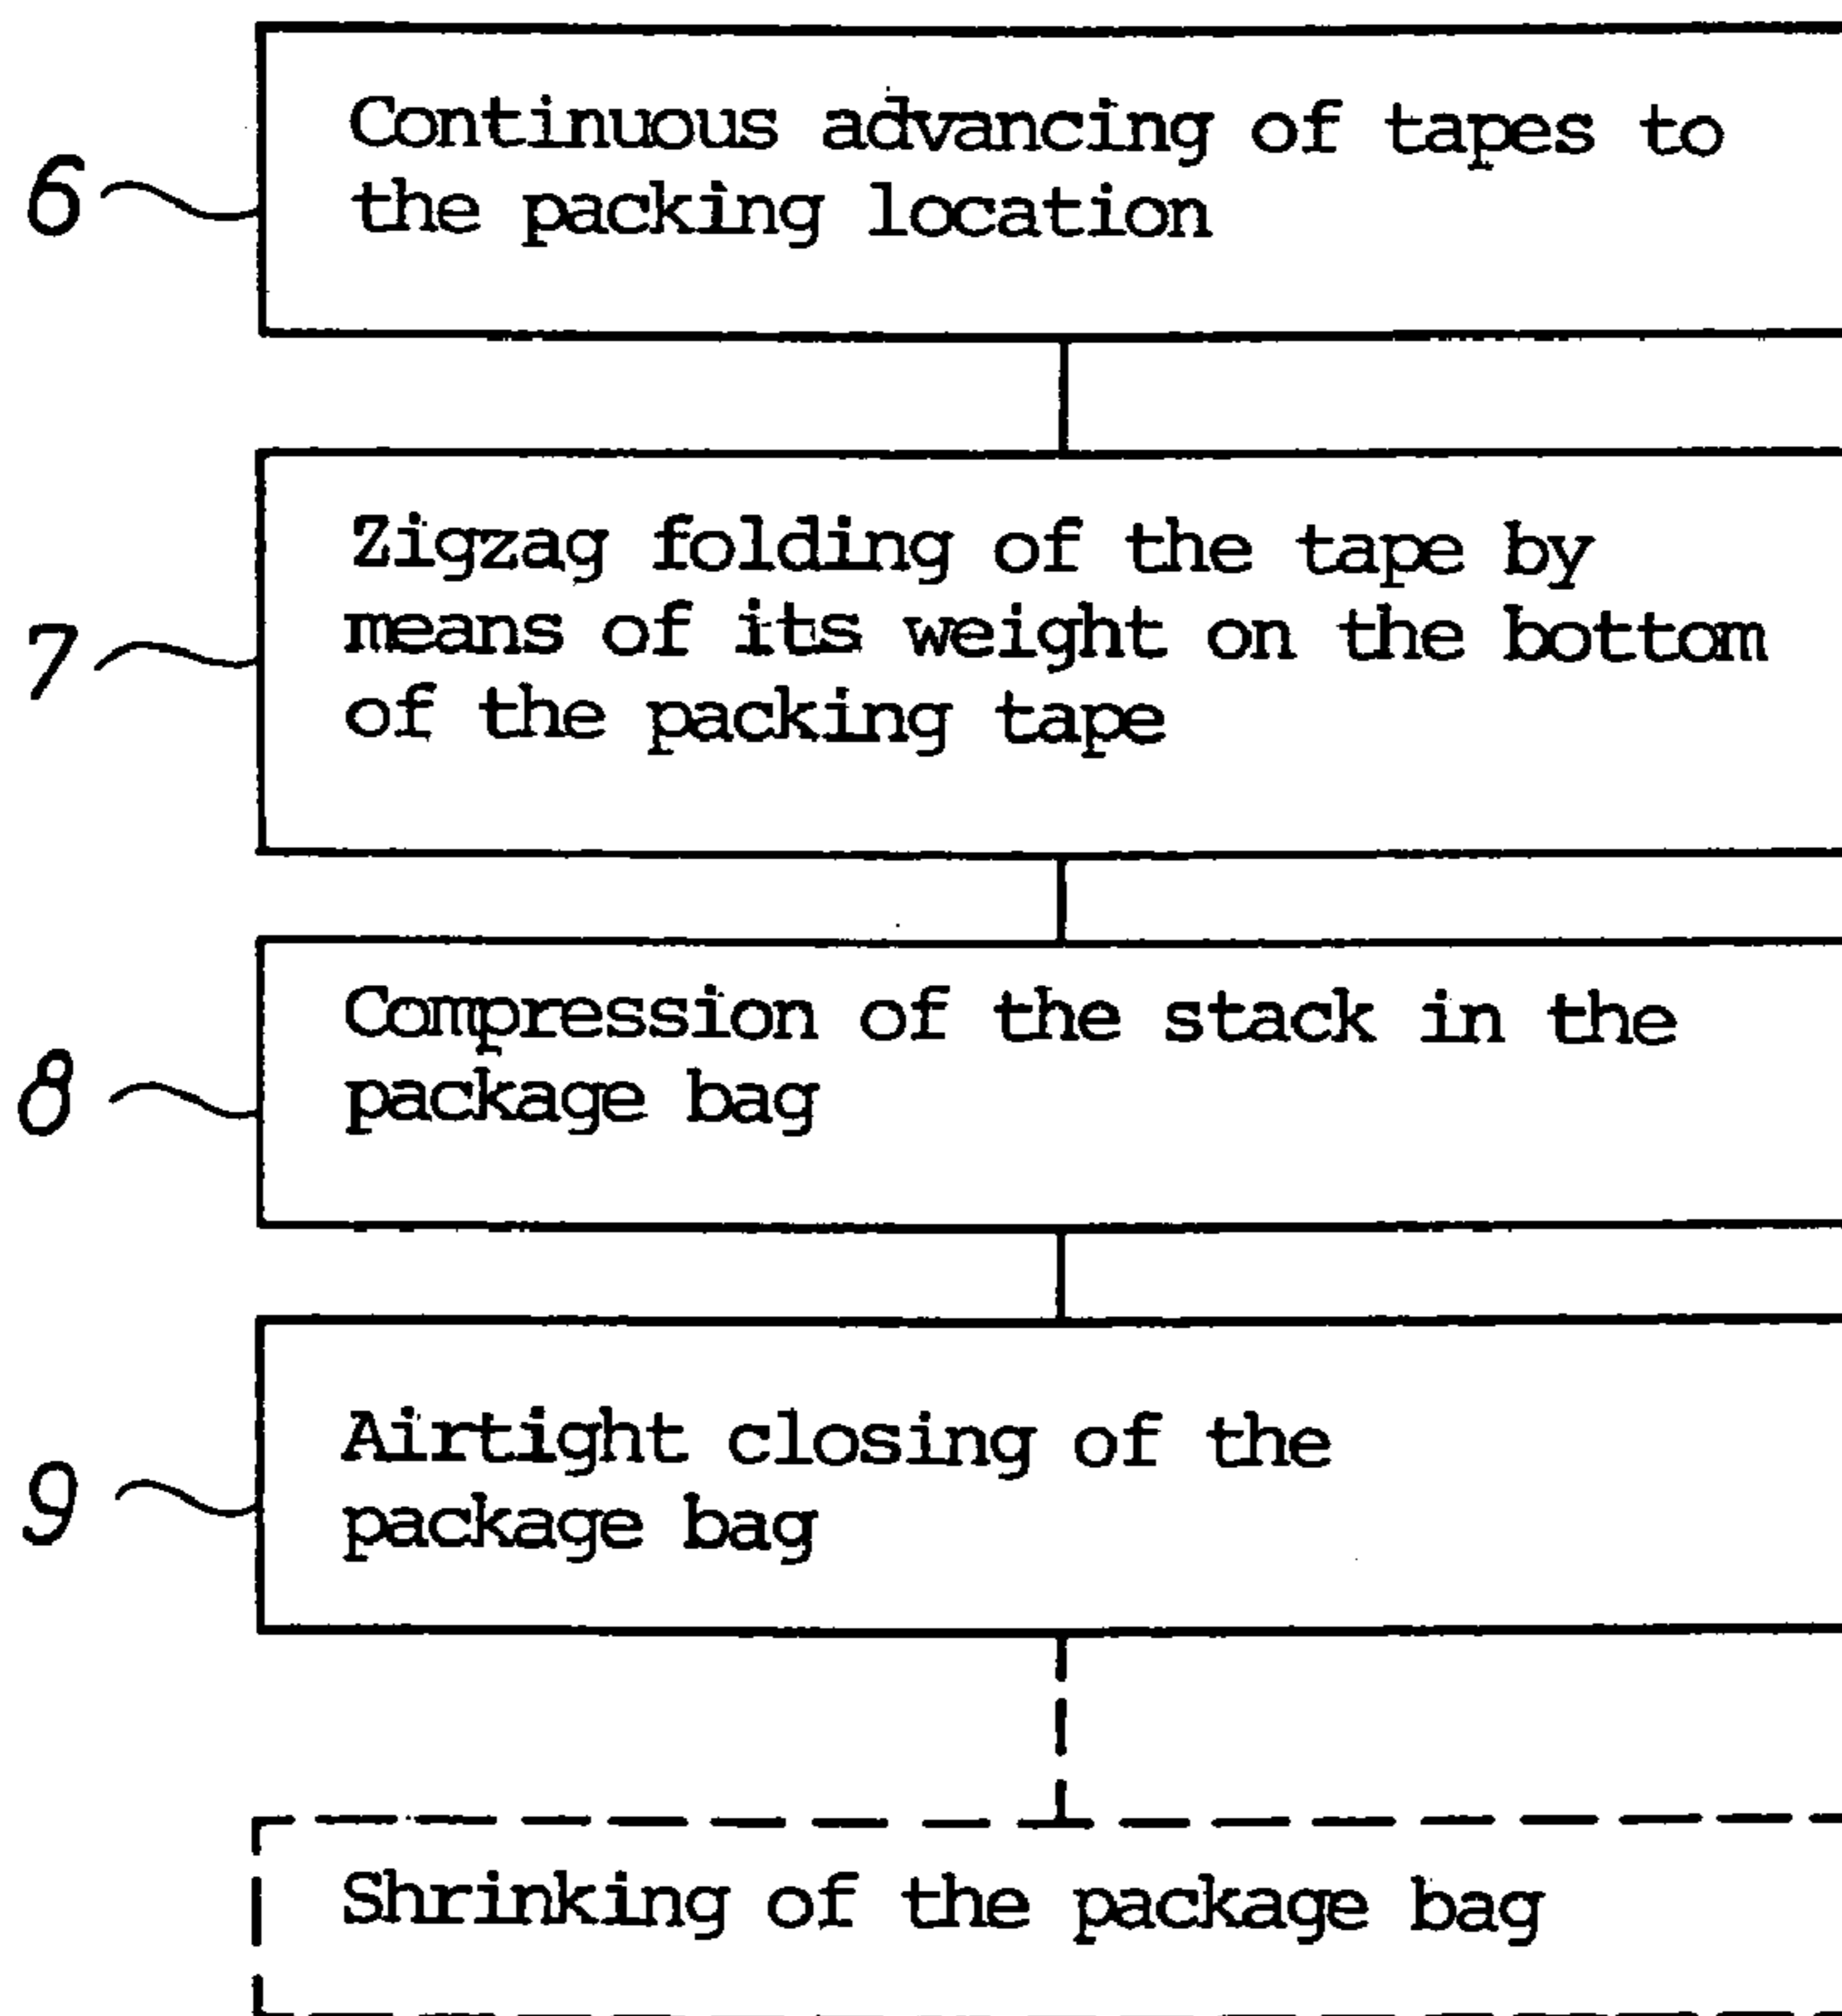 6
Continuous advancing of tapes to
the packing location
7
Zigzag folding of the tape by
means of its weight on the bottom
of the packing tape
8
Compression of the stack in the
package bag
9
Airtight closing of the
package bag
Shrinking of the package bag